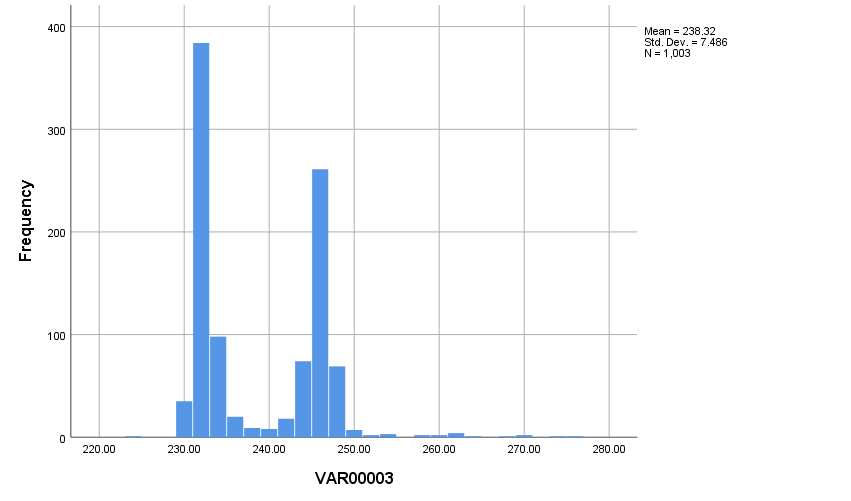 Mean = 238.32
Std. Dev. = 7.486
N = 1,003
Frequency
400
300
200
100
0
220.00 230.00 240.00 250.00 260.00 270.00 280.00
VAR00003